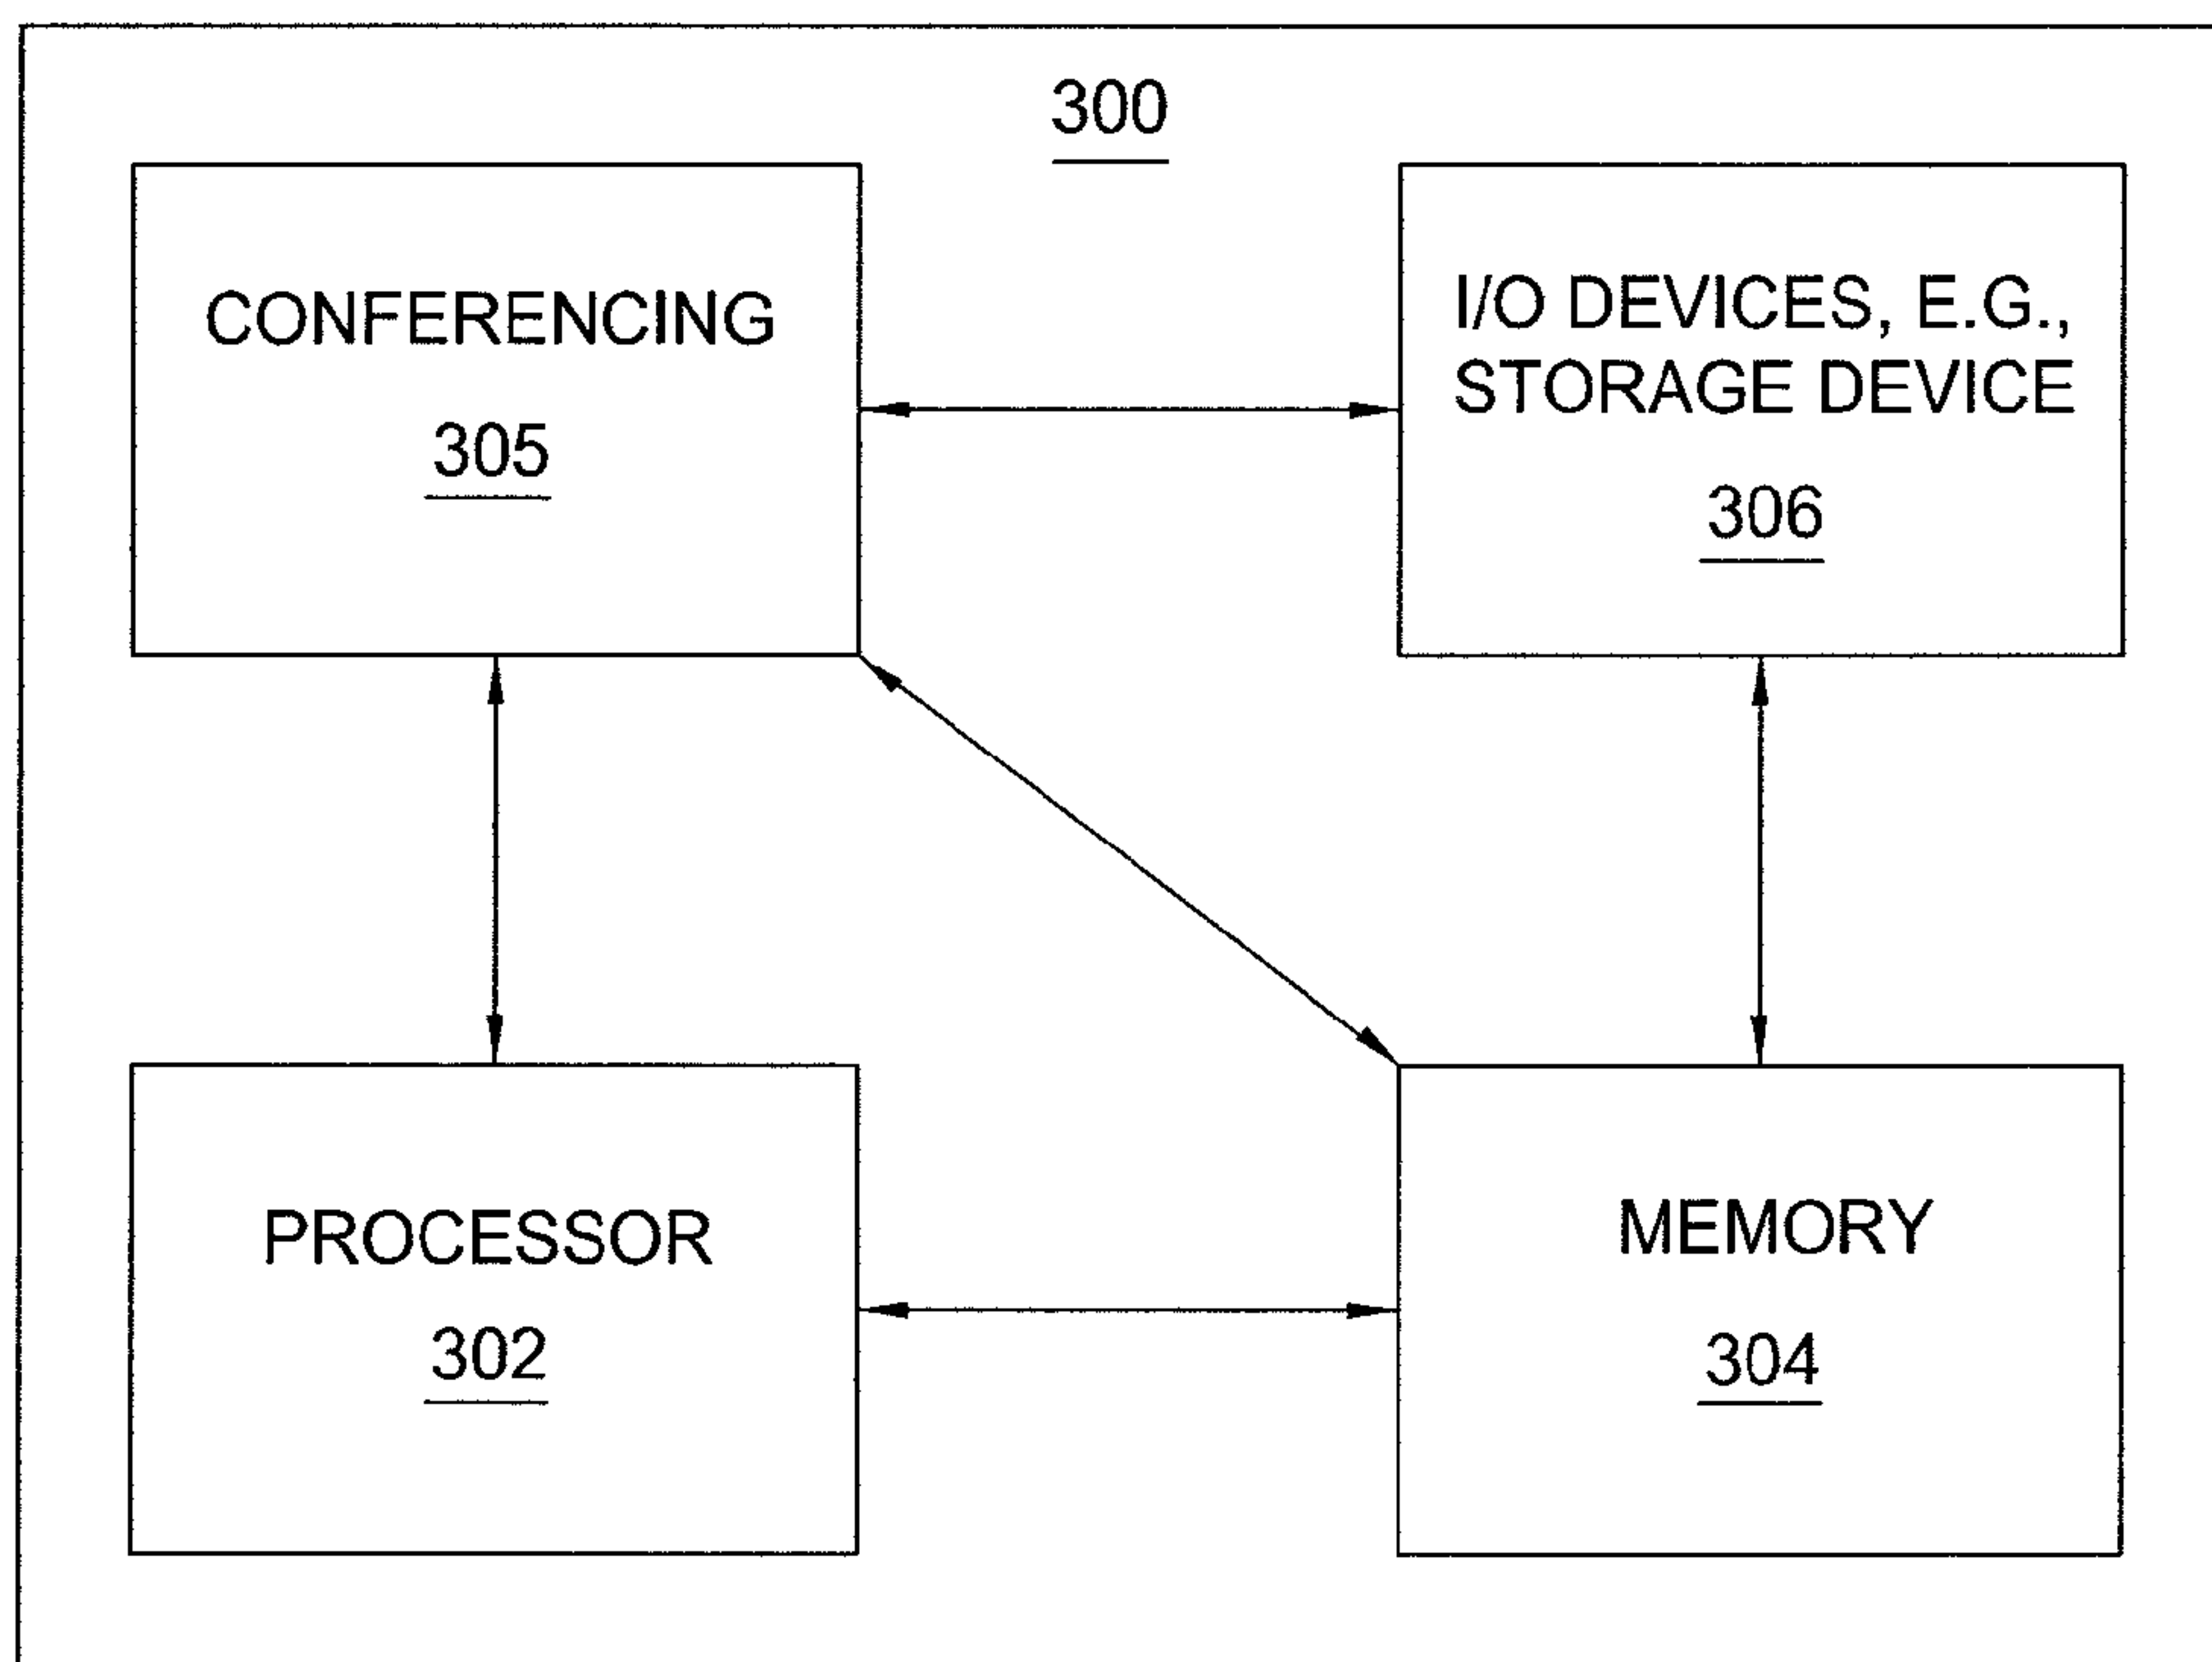 300
CONFERENCING
305
I/O DEVICES, E.G.,
STORAGE DEVICE
306
PROCESSOR
302
MEMORY
304